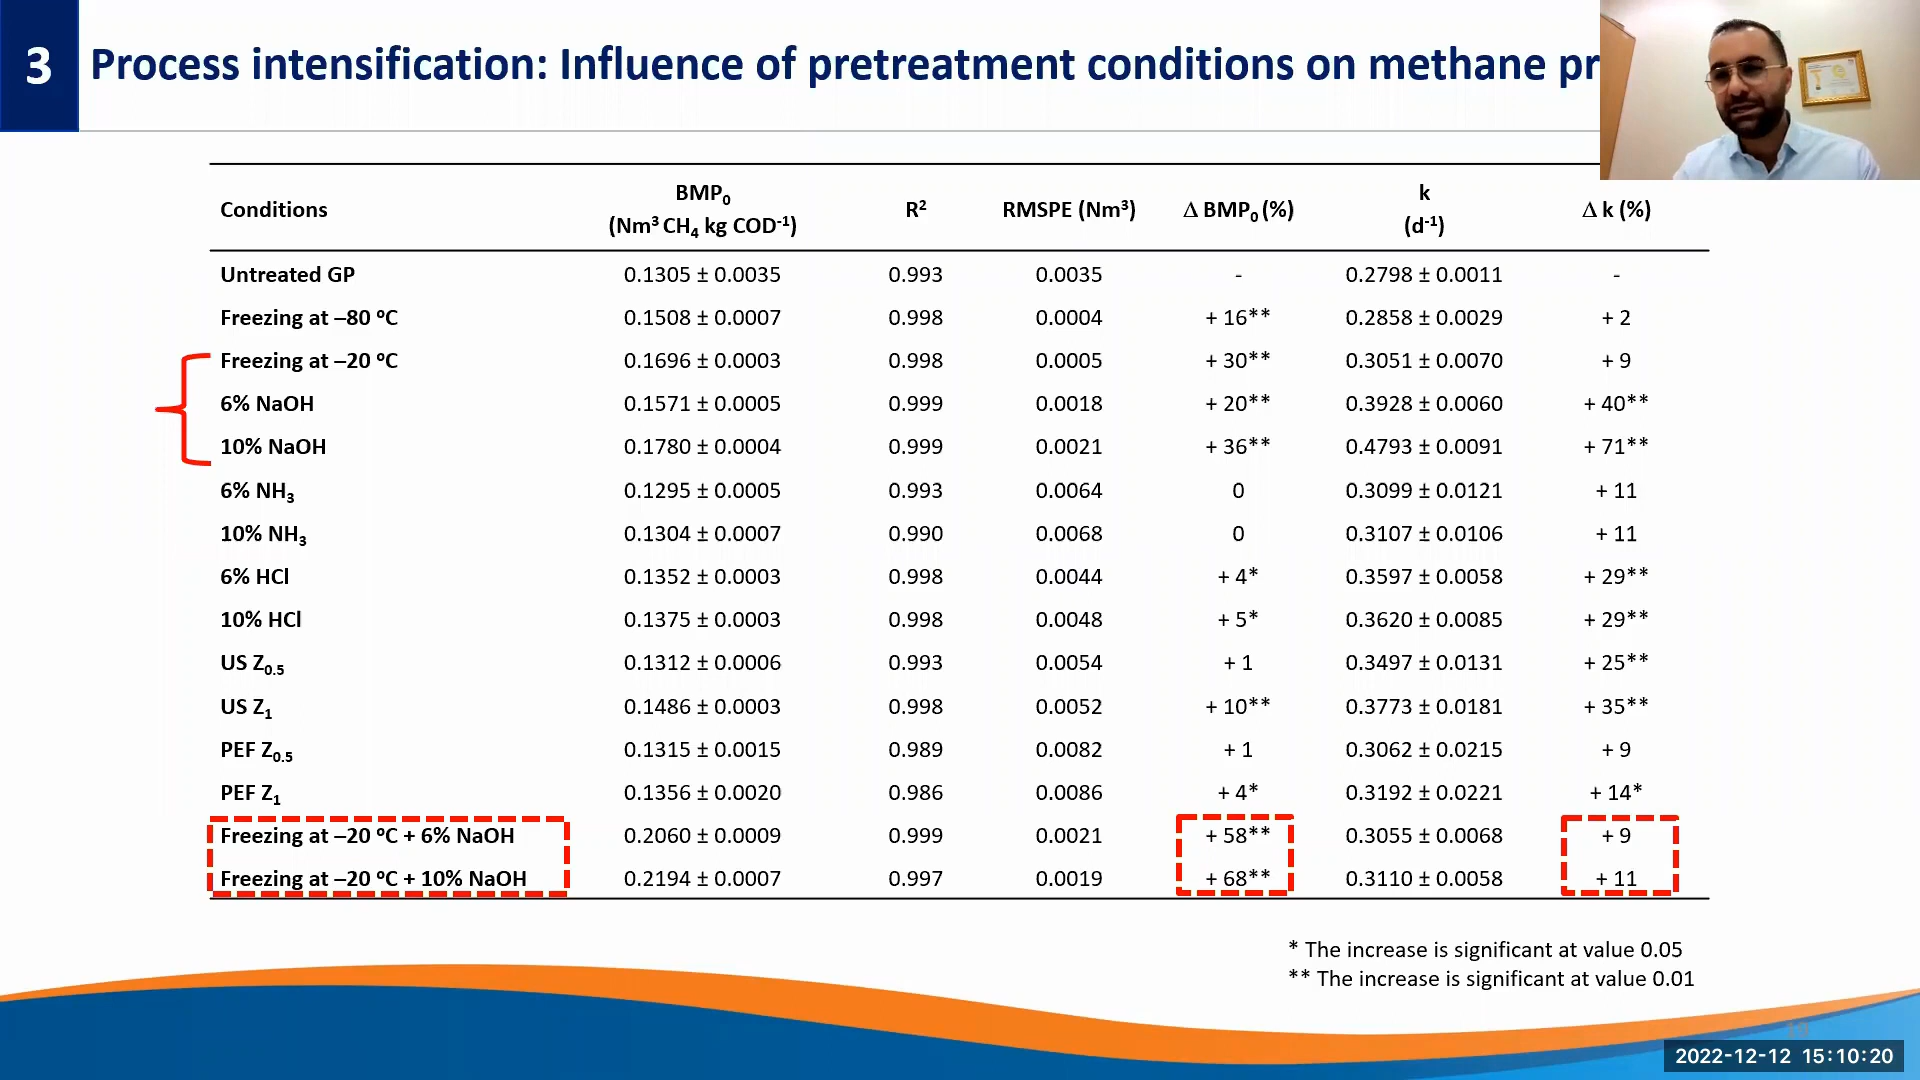 3
Process intensification: Influence of pretreatment conditions on methane pr
Conditions BMP₀ (Nm³ CH₄ kg COD⁻¹) R² RMSPE (Nm³) Δ BMP₀ (%) k (d⁻¹) Δ k (%)
Untreated GP 0.1305 ± 0.0035 0.993 0.0035 - 0.2798 ± 0.0011 -
Freezing at –80 ºC 0.1508 ± 0.0007 0.998 0.0004 + 16** 0.2858 ± 0.0029 + 2
Freezing at –20 ºC 0.1696 ± 0.0003 0.998 0.0005 + 30** 0.3051 ± 0.0070 + 9
6% NaOH 0.1571 ± 0.0005 0.999 0.0018 + 20** 0.3928 ± 0.0060 + 40**
10% NaOH 0.1780 ± 0.0004 0.999 0.0021 + 36** 0.4793 ± 0.0091 + 71**
6% NH₃ 0.1295 ± 0.0005 0.993 0.0064 0 0.3099 ± 0.0121 + 11
10% NH₃ 0.1304 ± 0.0007 0.990 0.0068 0 0.3107 ± 0.0106 + 11
6% HCl 0.1352 ± 0.0003 0.998 0.0044 + 4* 0.3597 ± 0.0058 + 29**
10% HCl 0.1375 ± 0.0003 0.998 0.0048 + 5* 0.3620 ± 0.0085 + 29**
US Z₀.₅ 0.1312 ± 0.0006 0.993 0.0054 + 1 0.3497 ± 0.0131 + 25**
US Z₁ 0.1486 ± 0.0003 0.998 0.0052 + 10** 0.3773 ± 0.0181 + 35**
PEF Z₀.₅ 0.1315 ± 0.0015 0.989 0.0082 + 1 0.3062 ± 0.0215 + 9
PEF Z₁ 0.1356 ± 0.0020 0.986 0.0086 + 4* 0.3192 ± 0.0221 + 14*
Freezing at –20 ºC + 6% NaOH 0.2060 ± 0.0009 0.999 0.0021 + 58** 0.3055 ± 0.0068 + 9
Freezing at –20 ºC + 10% NaOH 0.2194 ± 0.0007 0.997 0.0019 + 68** 0.3110 ± 0.0058 + 11
* The increase is significant at value 0.05
** The increase is significant at value 0.01
2022-12-12 15:10:20